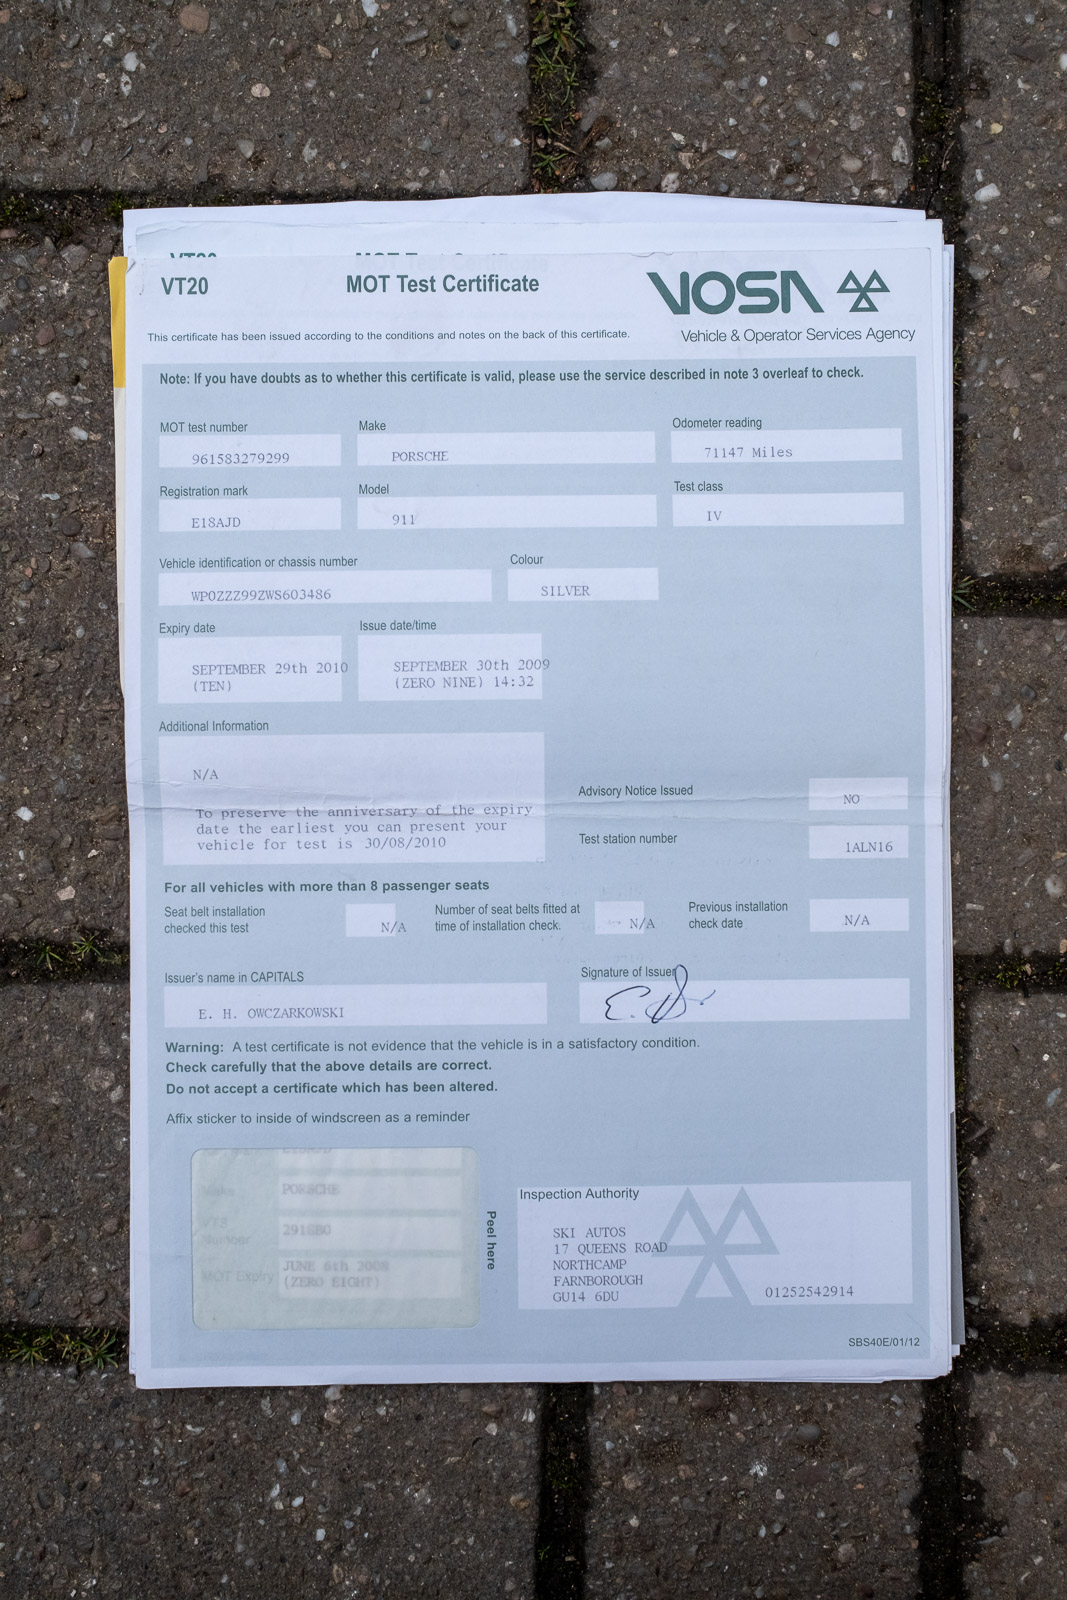 VT20
MOT Test Certificate
VOSA
Vehicle & Operator Services Agency
This certificate has been issued according to the conditions and notes on the back of this certificate.
Note: If you have doubts as to whether this certificate is valid, please use the service described in note 3 overleaf to check.
MOT test number
961583279299
Make
PORSCHE
Odometer reading
71147 Miles
Registration mark
E18AJD
Model
911
Test class
IV
Vehicle identification or chassis number
WP0ZZZ99ZWS603486
Colour
SILVER
Expiry date
SEPTEMBER 29th 2010
(TEN)
Issue date/time
SEPTEMBER 30th 2009
(ZERO NINE) 14:32
Additional Information
N/A
To preserve the anniversary of the expiry
date the earliest you can present your
vehicle for test is 30/08/2010
Advisory Notice Issued
NO
Test station number
1ALN16
For all vehicles with more than 8 passenger seats
Seat belt installation
checked this test
N/A
Number of seat belts fitted at
time of installation check.
N/A
Previous installation
check date
N/A
Issuer's name in CAPITALS
E. H. OWCZARKOWSKI
Signature of Issuer
Warning: A test certificate is not evidence that the vehicle is in a satisfactory condition.
Check carefully that the above details are correct.
Do not accept a certificate which has been altered.
Affix sticker to inside of windscreen as a reminder
PORSCHE
MOT Expiry
JUNE 6th 2008
(ZERO EIGHT)
Peel here
Inspection Authority
SKI AUTOS
17 QUEENS ROAD
NORTHCAMP
FARNBOROUGH
GU14 6DU
01252542914
SBS40E/01/12